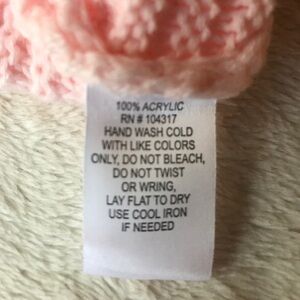 100% ACRYLIC
RN # 104317
HAND WASH COLD
WITH LIKE COLORS
ONLY, DO NOT BLEACH,
DO NOT TWIST
OR WRING,
LAY FLAT TO DRY
USE COOL IRON
IF NEEDED